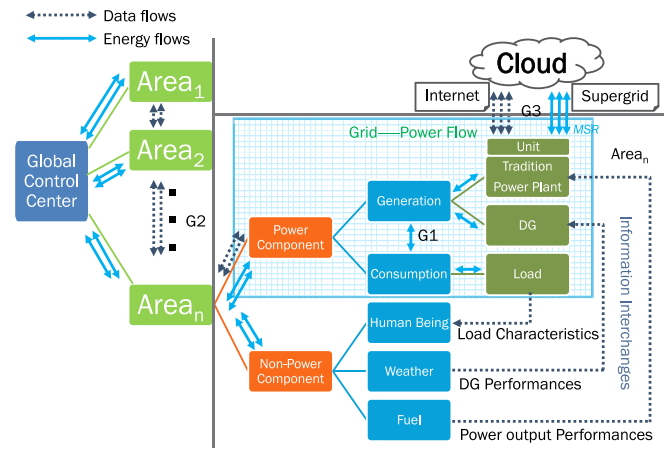 Data flows
Energy flows
Cloud
Internet
Supergrid
G3
MSR
Area1
Area2
Global
Control
Center
G2
Arean
Grid—Power Flow
Unit
Tradition
Power Plant
Arean
Generation
DG
Power
Component
G1
Consumption
Load
Information Interchanges
Human Being
Load Characteristics
Non-Power
Component
Weather
DG Performances
Fuel
Power output Performances